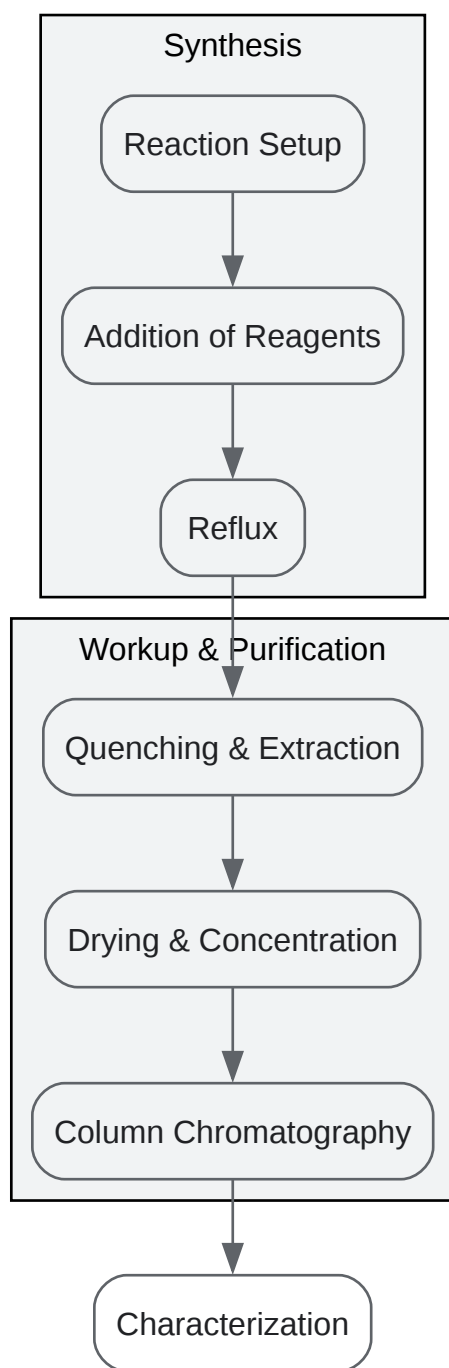 Synthesis
Reaction Setup
Addition of Reagents
Reflux
Workup & Purification
Quenching & Extraction
Drying & Concentration
Column Chromatography
Characterization